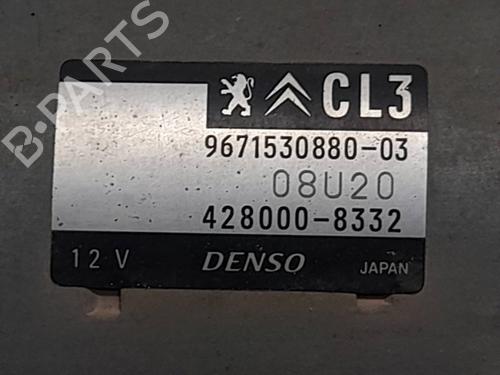 CL3
9671530880-03
08U20
428000-8332
12 V DENSO JAPAN
B-PARTS